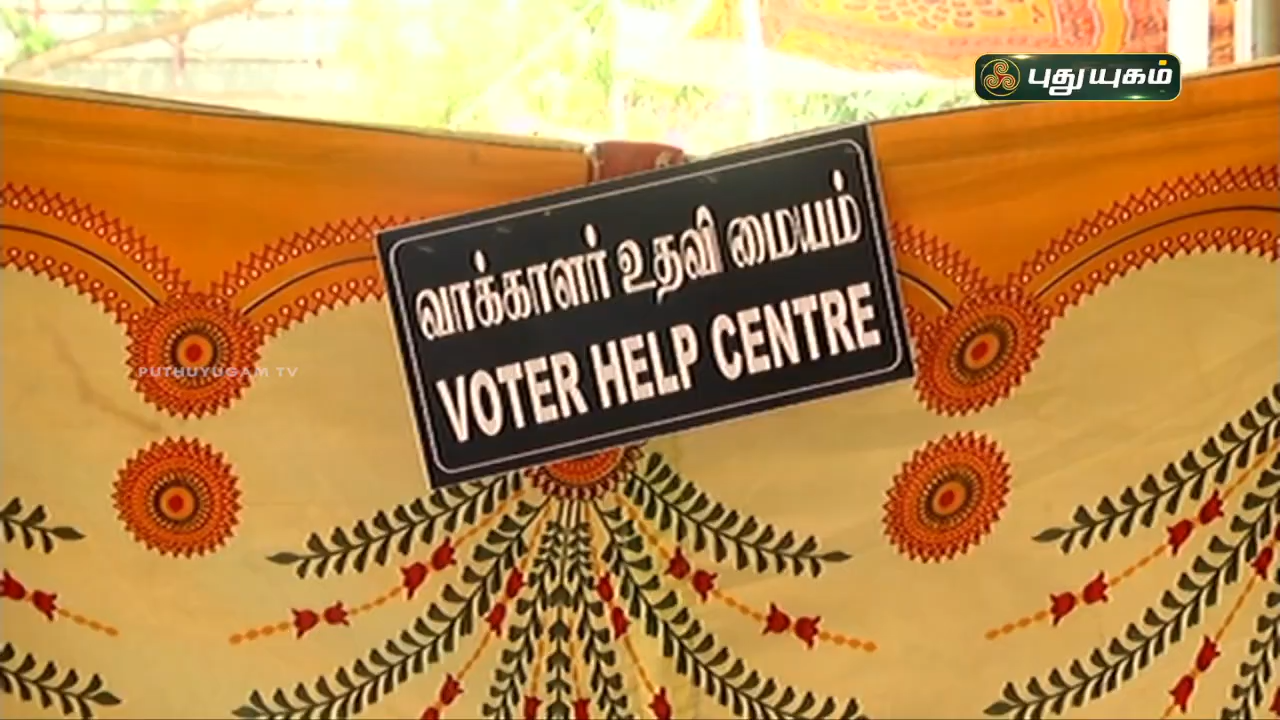 புதுயுகம்
வாக்காளர் உதவி மையம்
VOTER HELP CENTRE
PUTHUYUGAM TV